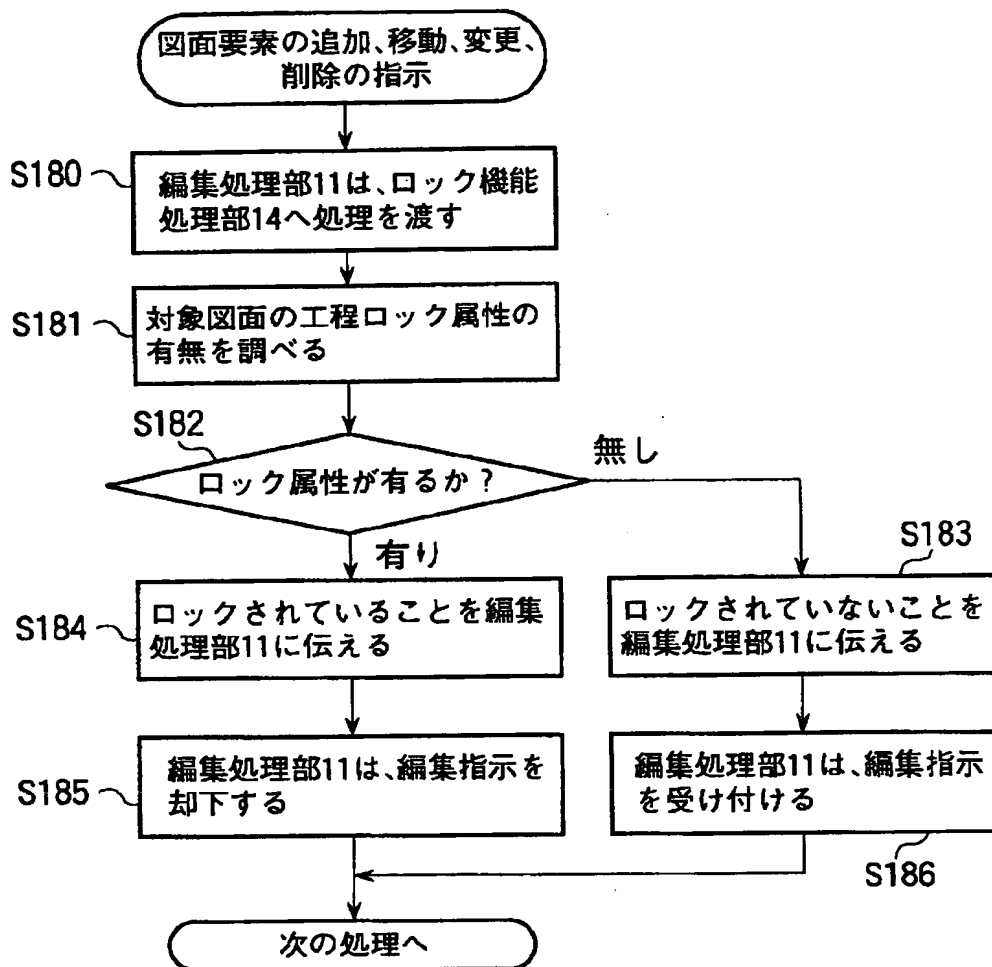 図面要素の追加、移動、変更、
削除の指示
S180
編集処理部11は、ロック機能
処理部14へ処理を渡す
S181
対象図面の工程ロック属性の
有無を調べる
S182
ロック属性が有るか？
無し
有り
S183
S184
ロックされていることを編集
処理部11に伝える
ロックされていないことを
編集処理部11に伝える
S185
編集処理部11は、編集指示を
却下する
編集処理部11は、編集指示
を受け付ける
S186
次の処理へ